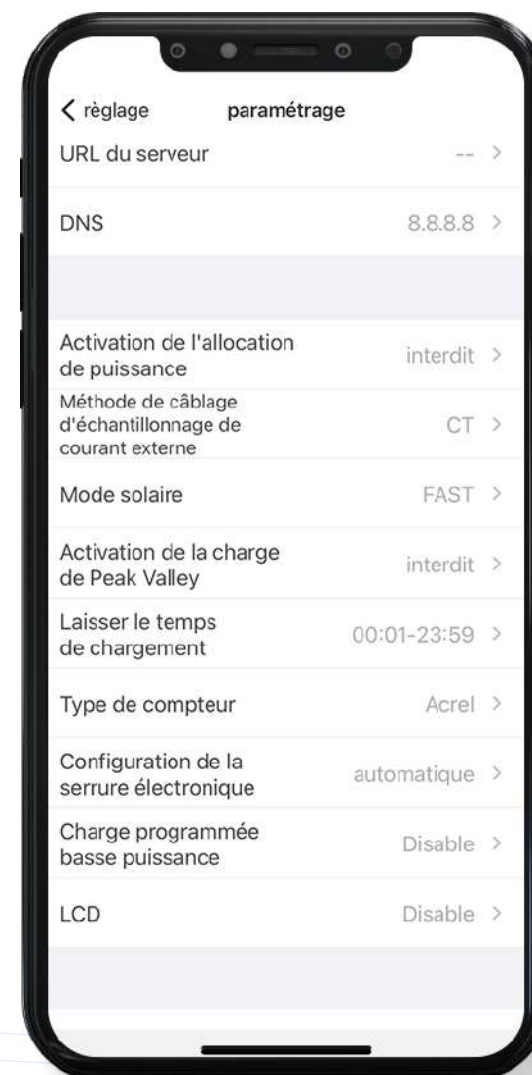 règlage paramétrage
URL du serveur --
DNS 8.8.8.8
Activation de l'allocation
de puissance interdit
Méthode de câblage
d'échantillonnage de
courant externe CT
Mode solaire FAST
Activation de la charge
de Peak Valley interdit
Laisser le temps
de chargement 00:01-23:59
Type de compteur Acrel
Configuration de la
serrure électronique automatique
Charge programmée
basse puissance Disable
LCD Disable